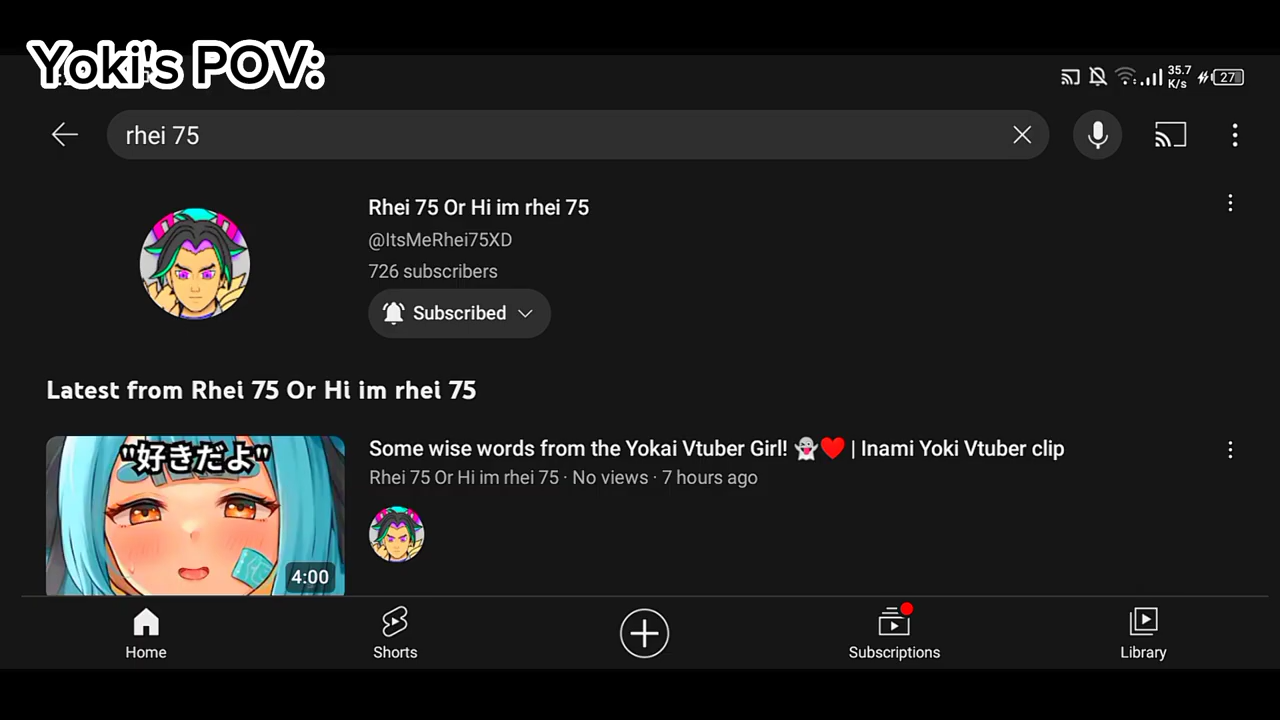 Yoki's POV:
35.7
K/s
27
rhei 75
Rhei 75 Or Hi im rhei 75
@ItsMeRhei75XD
726 subscribers
Subscribed
Latest from Rhei 75 Or Hi im rhei 75
"好きだよ"
4:00
Some wise words from the Yokai Vtuber Girl! 👻❤️ | Inami Yoki Vtuber clip
Rhei 75 Or Hi im rhei 75 · No views · 7 hours ago
Home
Shorts
Subscriptions
Library